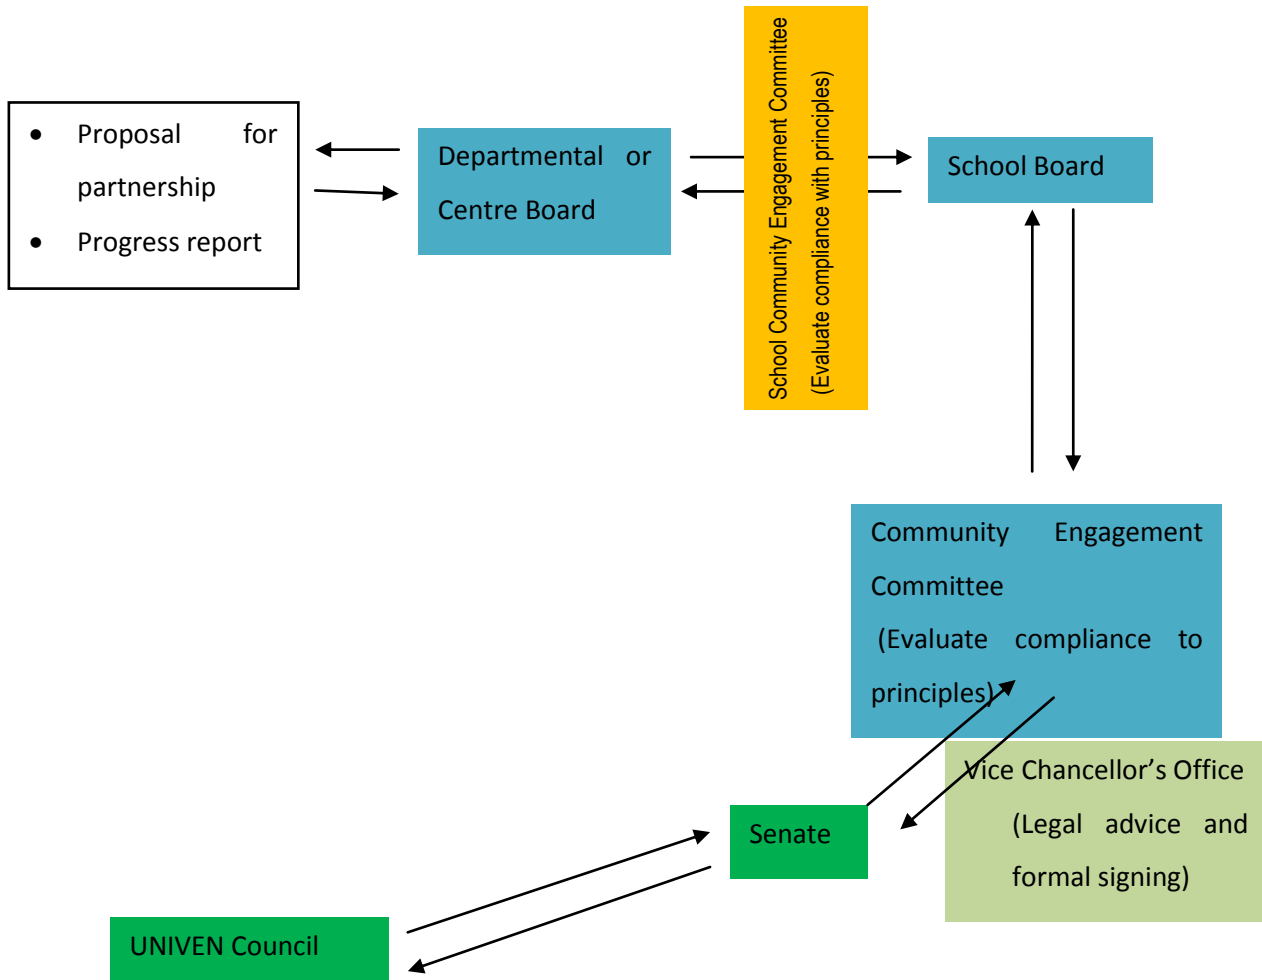 • Proposal for
partnership
• Progress report
Departmental or
Centre Board
School Community Engagement Committee
(Evaluate compliance with principles)
School Board
Community Engagement
Committee
(Evaluate compliance to
principles)
Vice Chancellor’s Office
(Legal advice and
formal signing)
Senate
UNIVEN Council